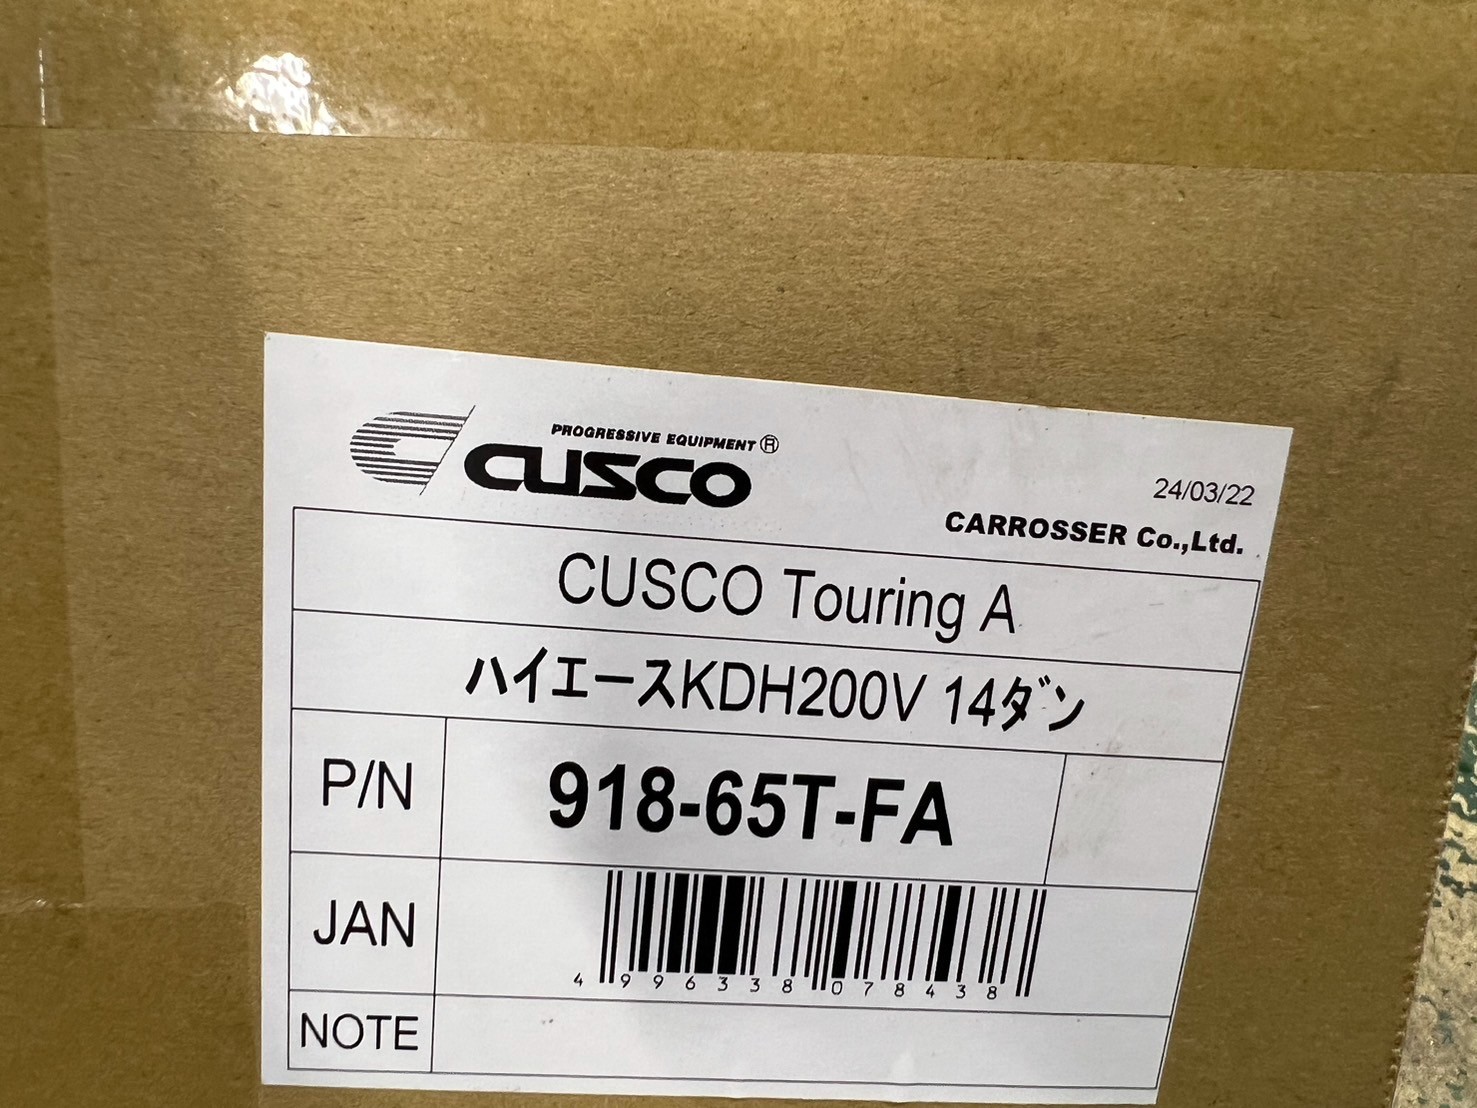 PROGRESSIVE EQUIPMENT®
CUSCO
24/03/22
CARROSSER Co.,Ltd.
CUSCO Touring A
ハイエースKDH200V 14ダン
P/N 918-65T-FA
JAN
4996338078438
NOTE